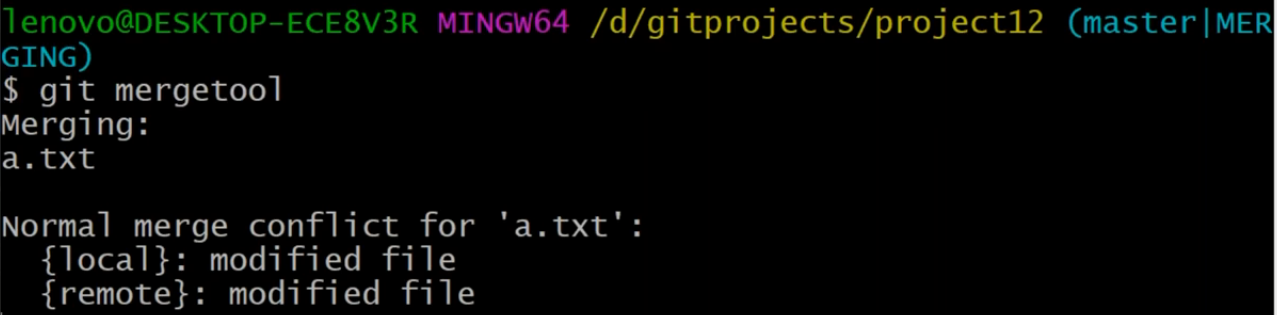 lenovo@DESKTOP-ECE8V3R MINGW64 /d/gitprojects/project12 (master|MER
GING)
$ git mergetool
Merging:
a.txt

Normal merge conflict for 'a.txt':
  {local}: modified file
  {remote}: modified file